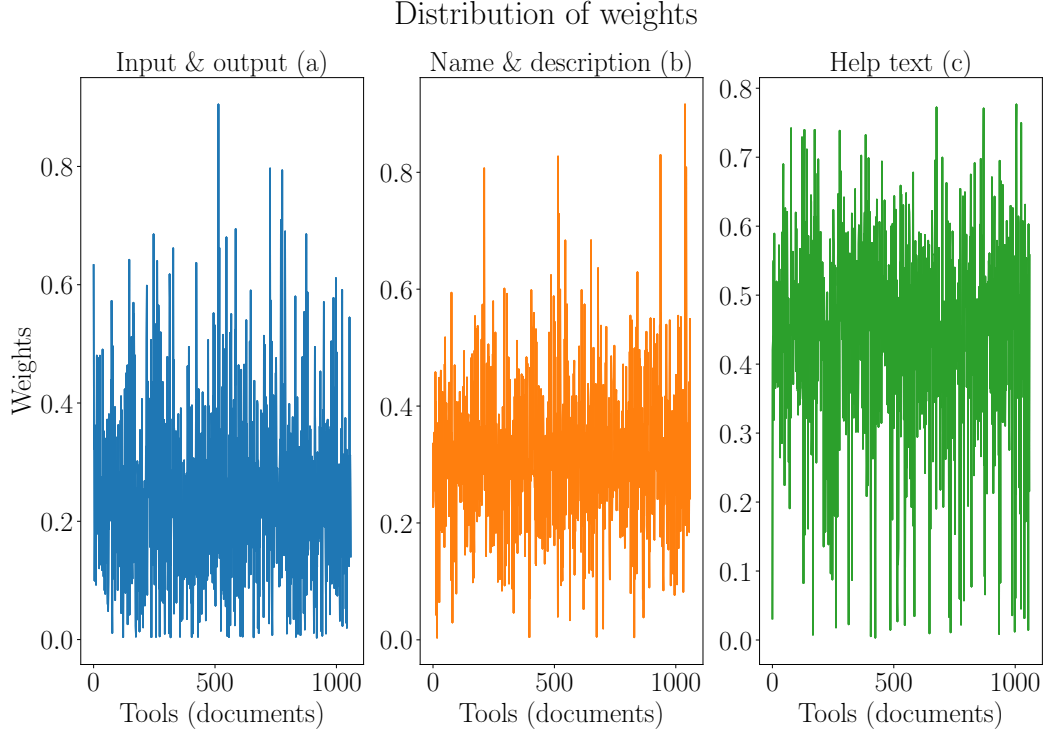 Distribution of weights
Input & output (a)
Name & description (b)
Help text (c)
Weights
0.8
0.6
0.4
0.2
0.0
0.8
0.6
0.4
0.2
0.0
0.8
0.7
0.6
0.5
0.4
0.3
0.2
0.1
0.0
0 500 1000
0 500 1000
0 500 1000
Tools (documents)
Tools (documents)
Tools (documents)